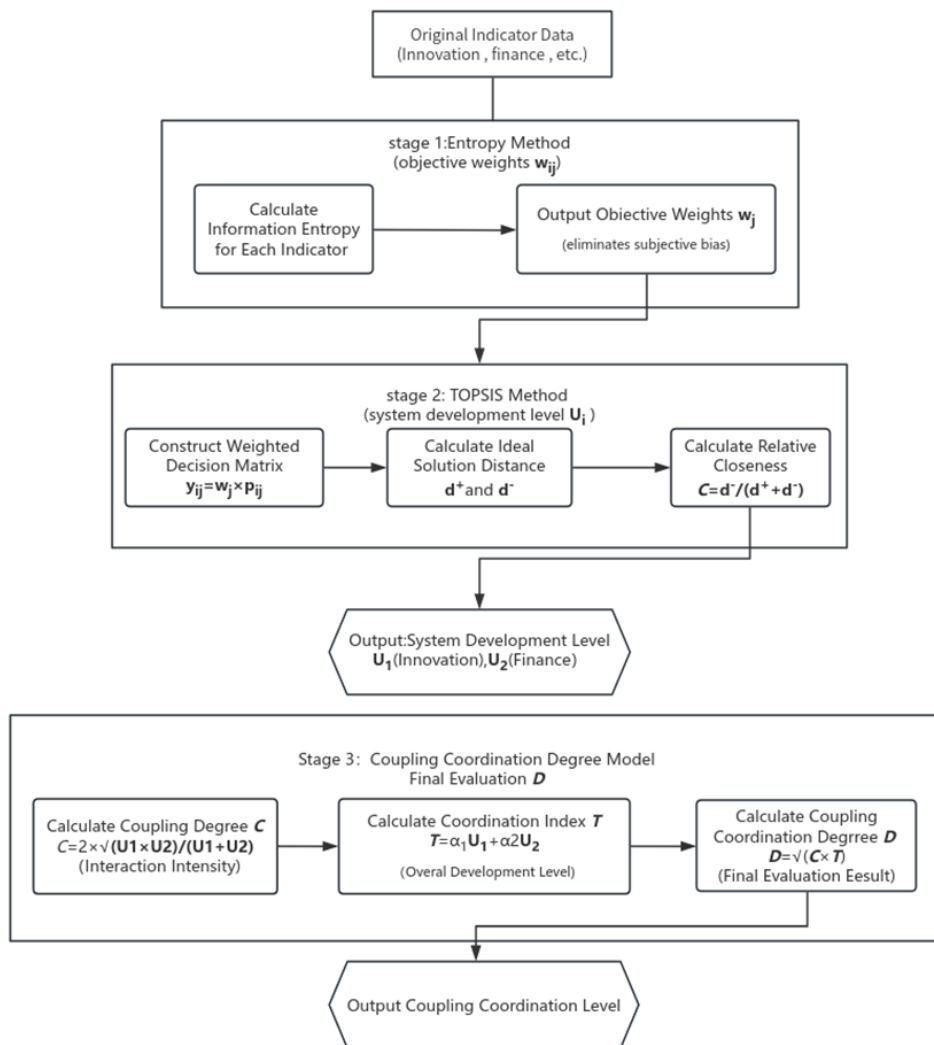 Original Indicator Data
(Innovation , finance , etc.)
stage 1:Entropy Method
(objective weights wij)
Calculate
Information Entropy
for Each Indicator
Output Obiective Weights wj
(eliminates subjective bias)
stage 2: TOPSIS Method
(system development level Ui )
Construct Weighted
Decision Matrix
yij=wj×pij
Calculate Ideal
Solution Distance
d+and d-
Calculate Relative
Closeness
C=d-/(d++d-)
Output:System Development Level
U1(Innovation),U2(Finance)
Stage 3: Coupling Coordination Degree Model
Final Evaluation D
Calculate Coupling Degree C
C=2×√(U1×U2)/(U1+U2)
(Interaction Intensity)
Calculate Coordination Index T
T=α1U1+α2U2
(Overal Development Level)
Calculate Coupling
Coordination Degrree D
D=√(C×T)
(Final Evaluation Eesult)
Output Coupling Coordination Level